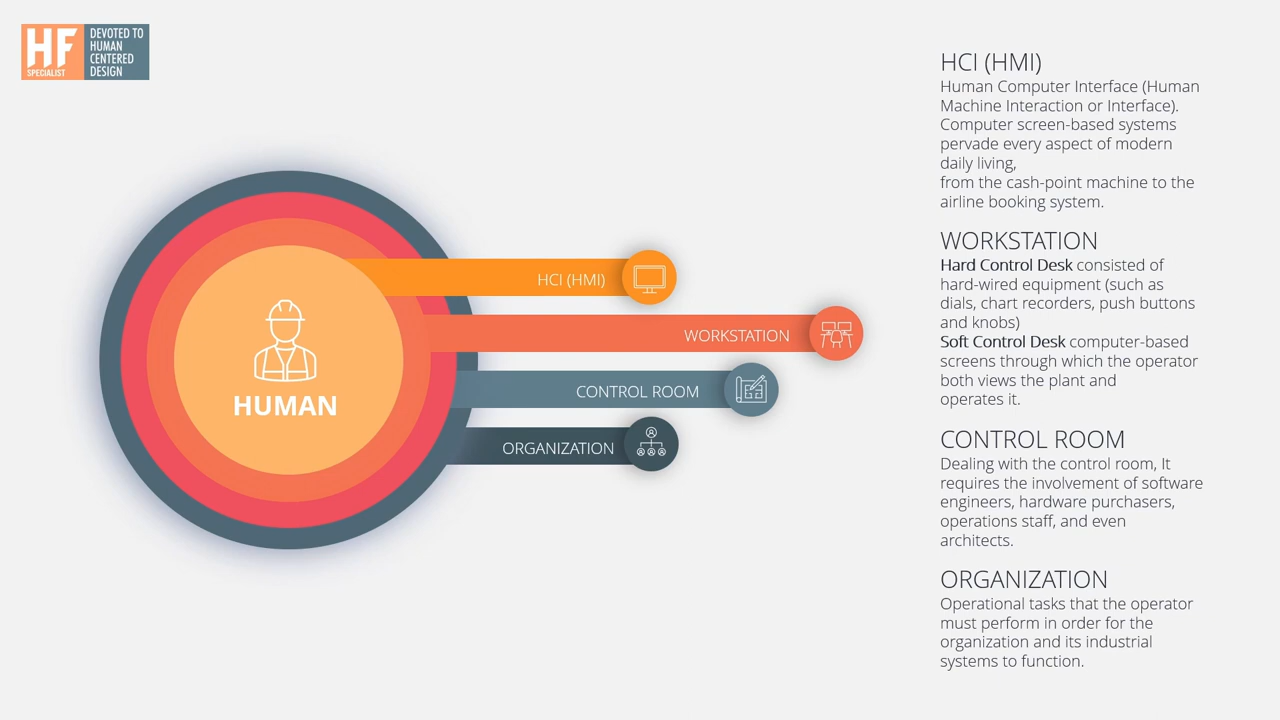 HF
SPECIALIST
DEVOTED TO
HUMAN
CENTERED
DESIGN
HUMAN
HCI (HMI)
WORKSTATION
CONTROL ROOM
ORGANIZATION
HCI (HMI)
Human Computer Interface (Human
Machine Interaction or Interface).
Computer screen-based systems
pervade every aspect of modern
daily living,
from the cash-point machine to the
airline booking system.
WORKSTATION
Hard Control Desk consisted of
hard-wired equipment (such as
dials, chart recorders, push buttons
and knobs)
Soft Control Desk computer-based
screens through which the operator
both views the plant and
operates it.
CONTROL ROOM
Dealing with the control room, It
requires the involvement of software
engineers, hardware purchasers,
operations staff, and even
architects.
ORGANIZATION
Operational tasks that the operator
must perform in order for the
organization and its industrial
systems to function.